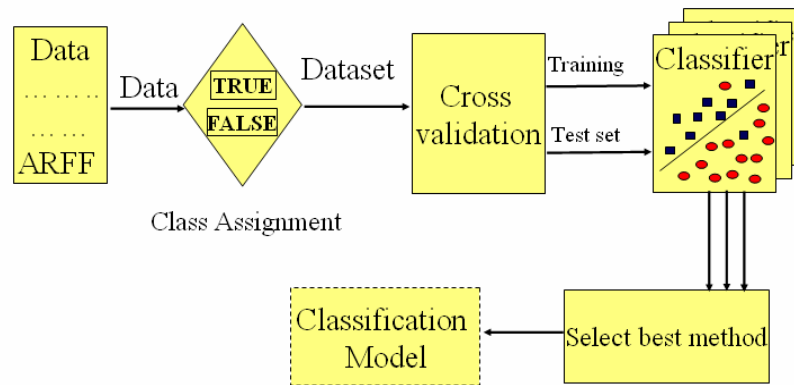 Data
... ... ..
... ...
ARFF
Data
TRUE
FALSE
Class Assignment
Dataset
Cross
validation
Training
Test set
Classifier
Select best method
Classification
Model